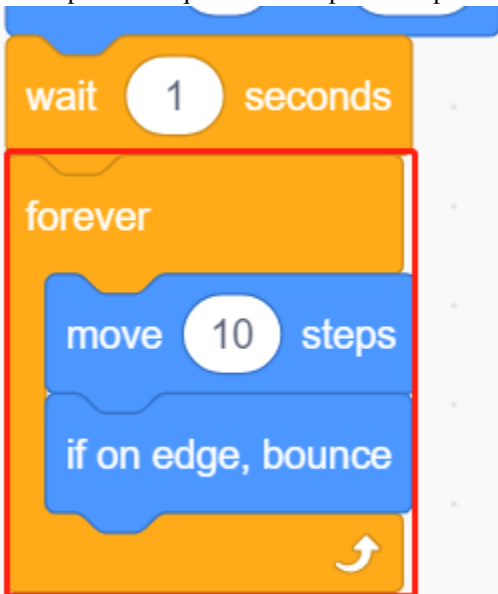 wait 1 seconds
forever
move 10 steps
if on edge, bounce